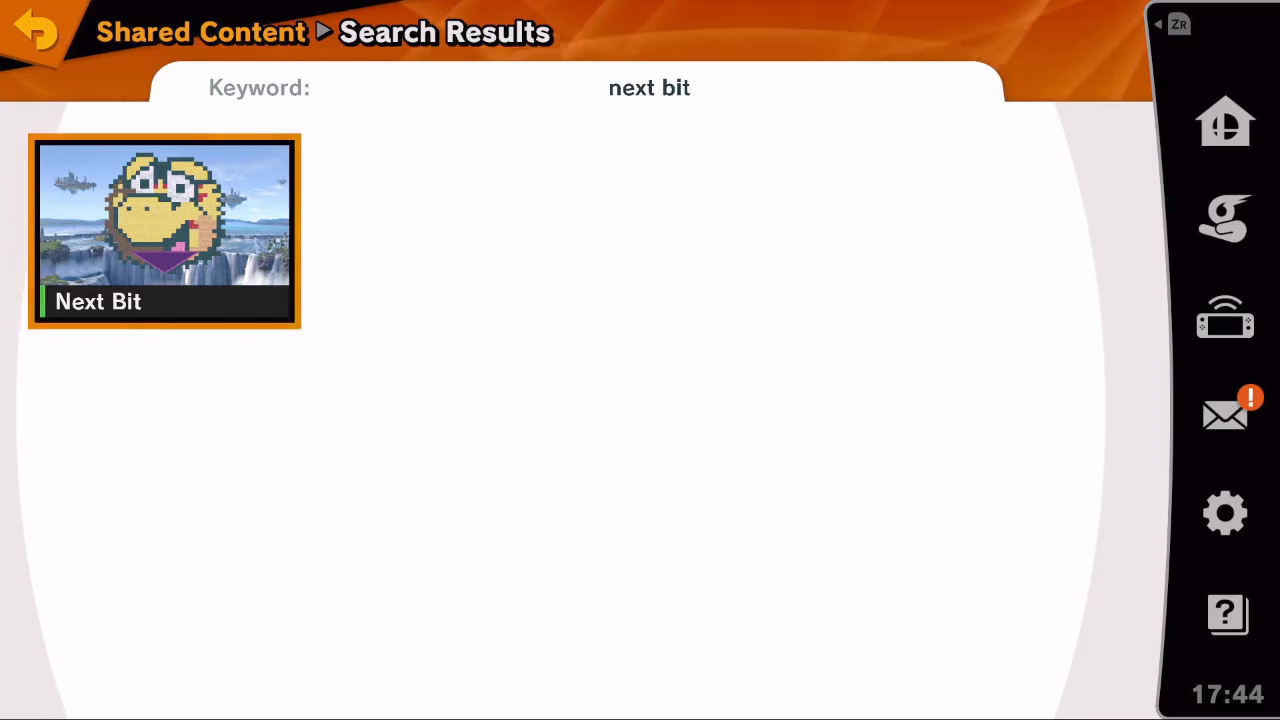 Shared Content ▶ Search Results
ZR
Keyword: next bit
Next Bit
!
?
17:44